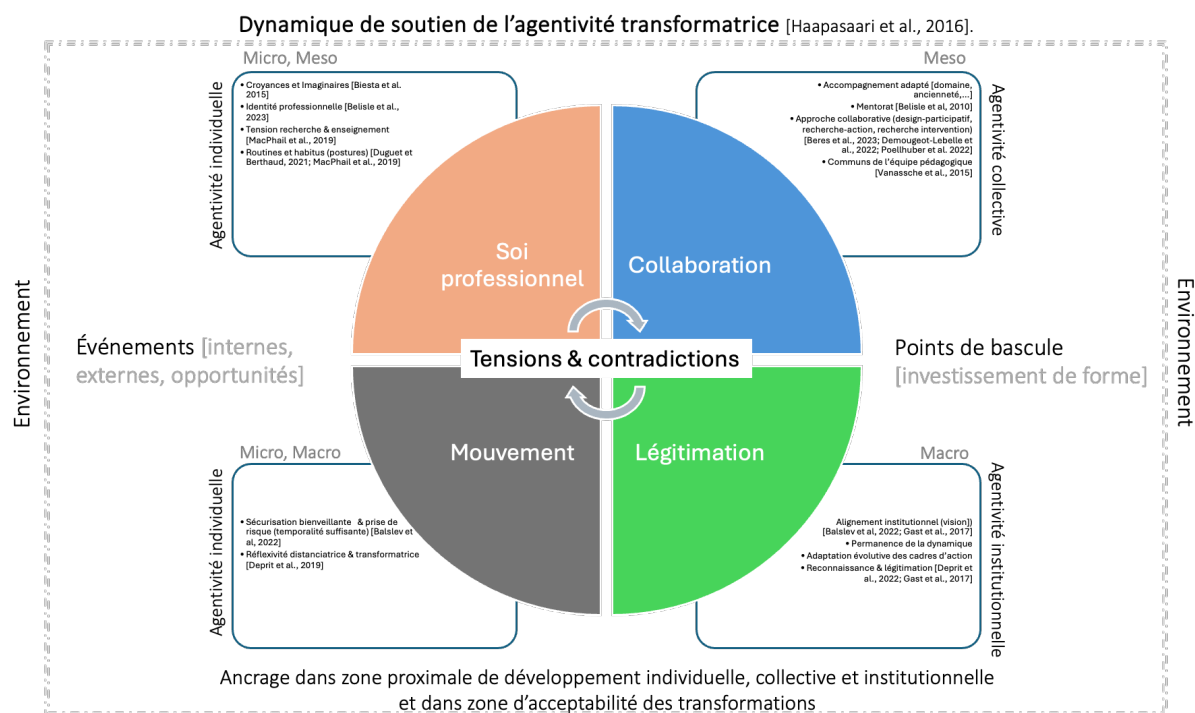 Dynamique de soutien de l'agentivité transformatrice [Haapasaari et al., 2016].
Micro, Meso
Agentivité individuelle
• Croyances et Imaginaires [Biesta et al.
2015]
• Identité professionnelle [Belisle et al.,
2023]
• Tension recherche & enseignement
[MacPhail et al., 2019]
• Routines et habitus (postures) [Duguet et
Berthaud, 2021; MacPhail et al., 2019]
Meso
• Accompagnement adapté [domaine,
ancienneté,...]
• Mentorat [Belisle et al, 2010]
• Approche collaborative (design-participatif,
recherche-action, recherche intervention)
[Beres et al., 2023; Demougeot-Lebelle et
al., 2022; Poellhuber et al. 2022]
• Communs de l'équipe pédagogique
[Vanassche et al., 2015]
Agentivité collective
Soi
professionnel
Collaboration
Environnement
Événements [internes,
externes, opportunités]
Tensions & contradictions
Points de bascule
[investissement de forme]
Environnement
Mouvement
Légitimation
Micro, Macro
Agentivité individuelle
• Sécurisation bienveillante & prise de
risque (temporalité suffisante) [Balslev et
al, 2022]
• Réflexivité distanciatrice & transformatrice
[Deprit et al., 2019]
Macro
Alignement institutionnel (vision])
[Balslev et al, 2022; Gast et al., 2017]
• Permanence de la dynamique
• Adaptation évolutive des cadres d'action
• Reconnaissance & légitimation [Deprit et
al., 2022; Gast et al., 2017]
Agentivité institutionnelle
Ancrage dans zone proximale de développement individuelle, collective et institutionnelle
et dans zone d'acceptabilité des transformations